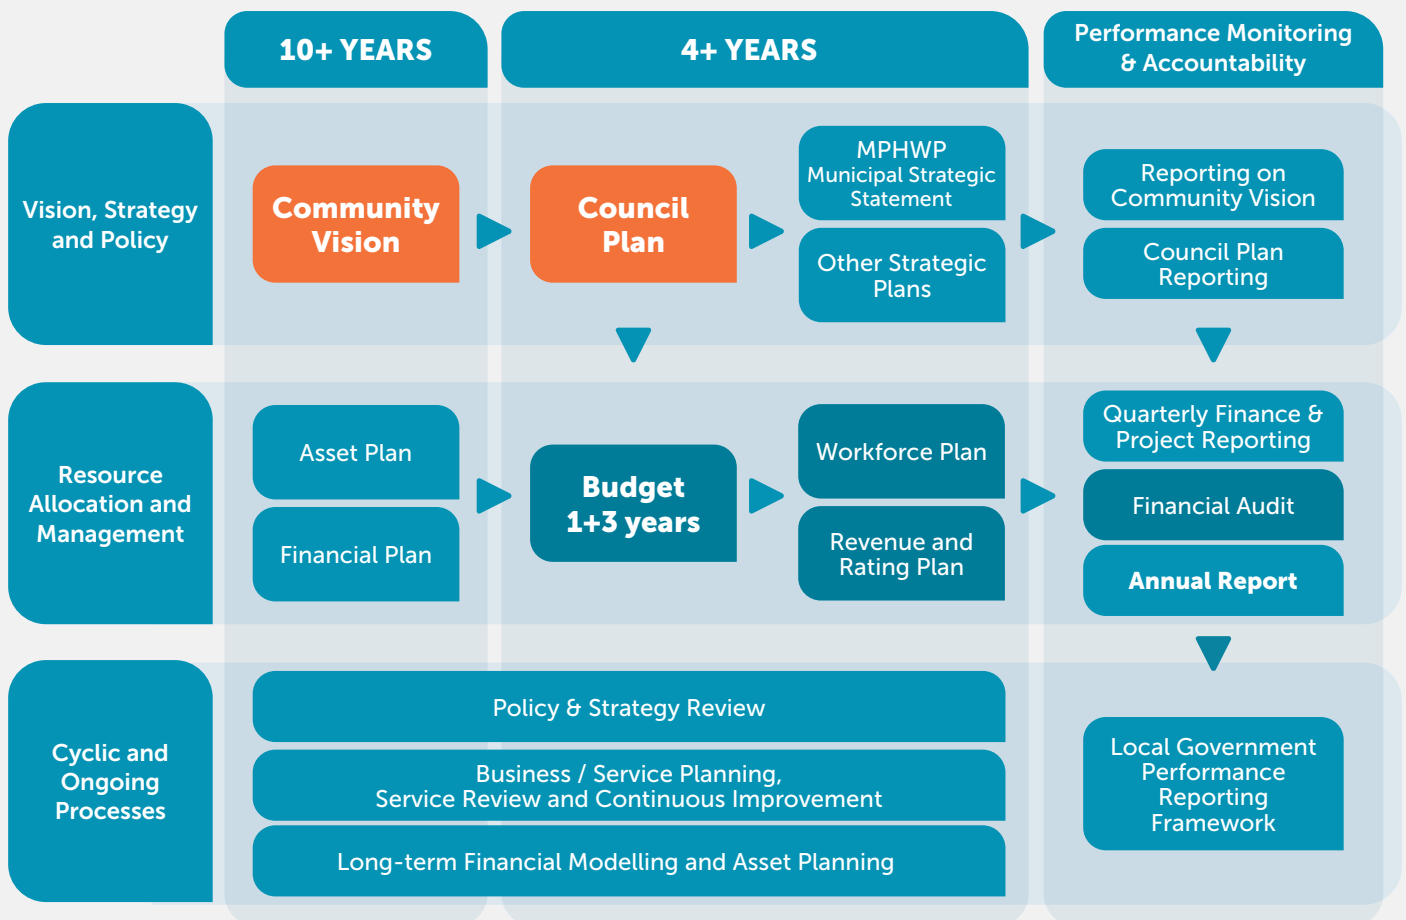 10+ YEARS
4+ YEARS
Performance Monitoring
& Accountability
Vision, Strategy
and Policy
Community
Vision
Council
Plan
MPHWP
Municipal Strategic
Statement
Other Strategic
Plans
Reporting on
Community Vision
Council Plan
Reporting
Resource
Allocation and
Management
Asset Plan
Financial Plan
Budget
1+3 years
Workforce Plan
Revenue and
Rating Plan
Quarterly Finance &
Project Reporting
Financial Audit
Annual Report
Cyclic and
Ongoing
Processes
Policy & Strategy Review
Business / Service Planning,
Service Review and Continuous Improvement
Long-term Financial Modelling and Asset Planning
Local Government
Performance
Reporting
Framework